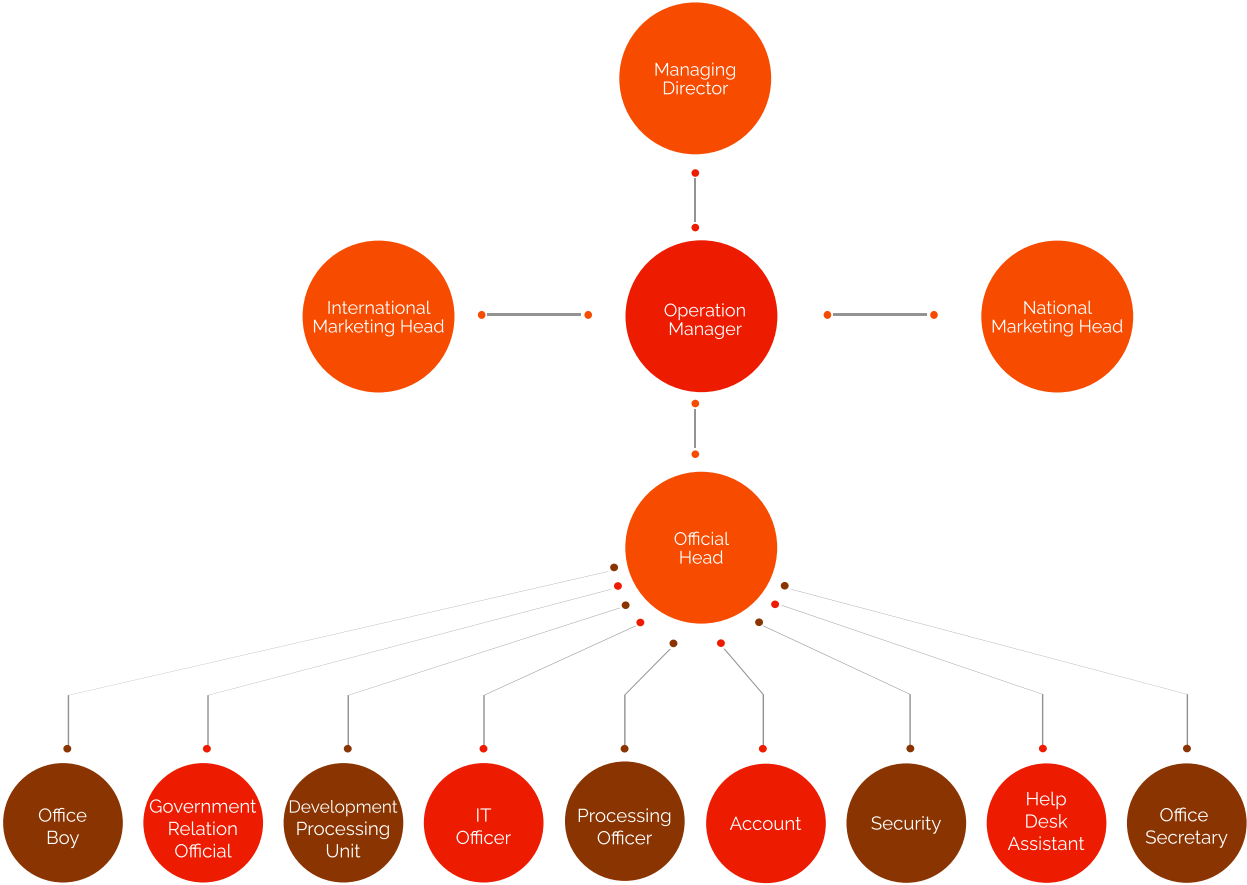 Managing
Director
International
Marketing Head
Operation
Manager
National
Marketing Head
Official
Head
Office
Boy
Government
Relation
Official
Development
Processing
Unit
IT
Officer
Processing
Officer
Account
Security
Help
Desk
Assistant
Office
Secretary